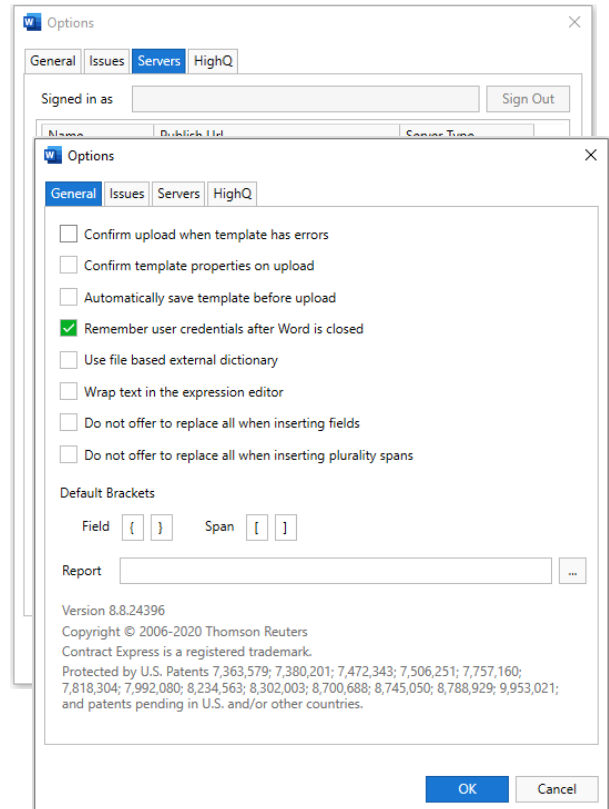 Options
General Issues Servers HighQ
Signed in as Sign Out
Name Publish Url Server Type
Options
General Issues Servers HighQ
Confirm upload when template has errors
Confirm template properties on upload
Automatically save template before upload
Remember user credentials after Word is closed
Use file based external dictionary
Wrap text in the expression editor
Do not offer to replace all when inserting fields
Do not offer to replace all when inserting plurality spans
Default Brackets
Field { } Span [ ]
Report ...
Version 8.8.24396
Copyright © 2006-2020 Thomson Reuters
Contract Express is a registered trademark.
Protected by U.S. Patents 7,363,579; 7,380,201; 7,472,343; 7,506,251; 7,757,160;
7,818,304; 7,992,080; 8,234,563; 8,302,003; 8,700,688; 8,745,050; 8,788,929; 9,953,021;
and patents pending in U.S. and/or other countries.
OK Cancel